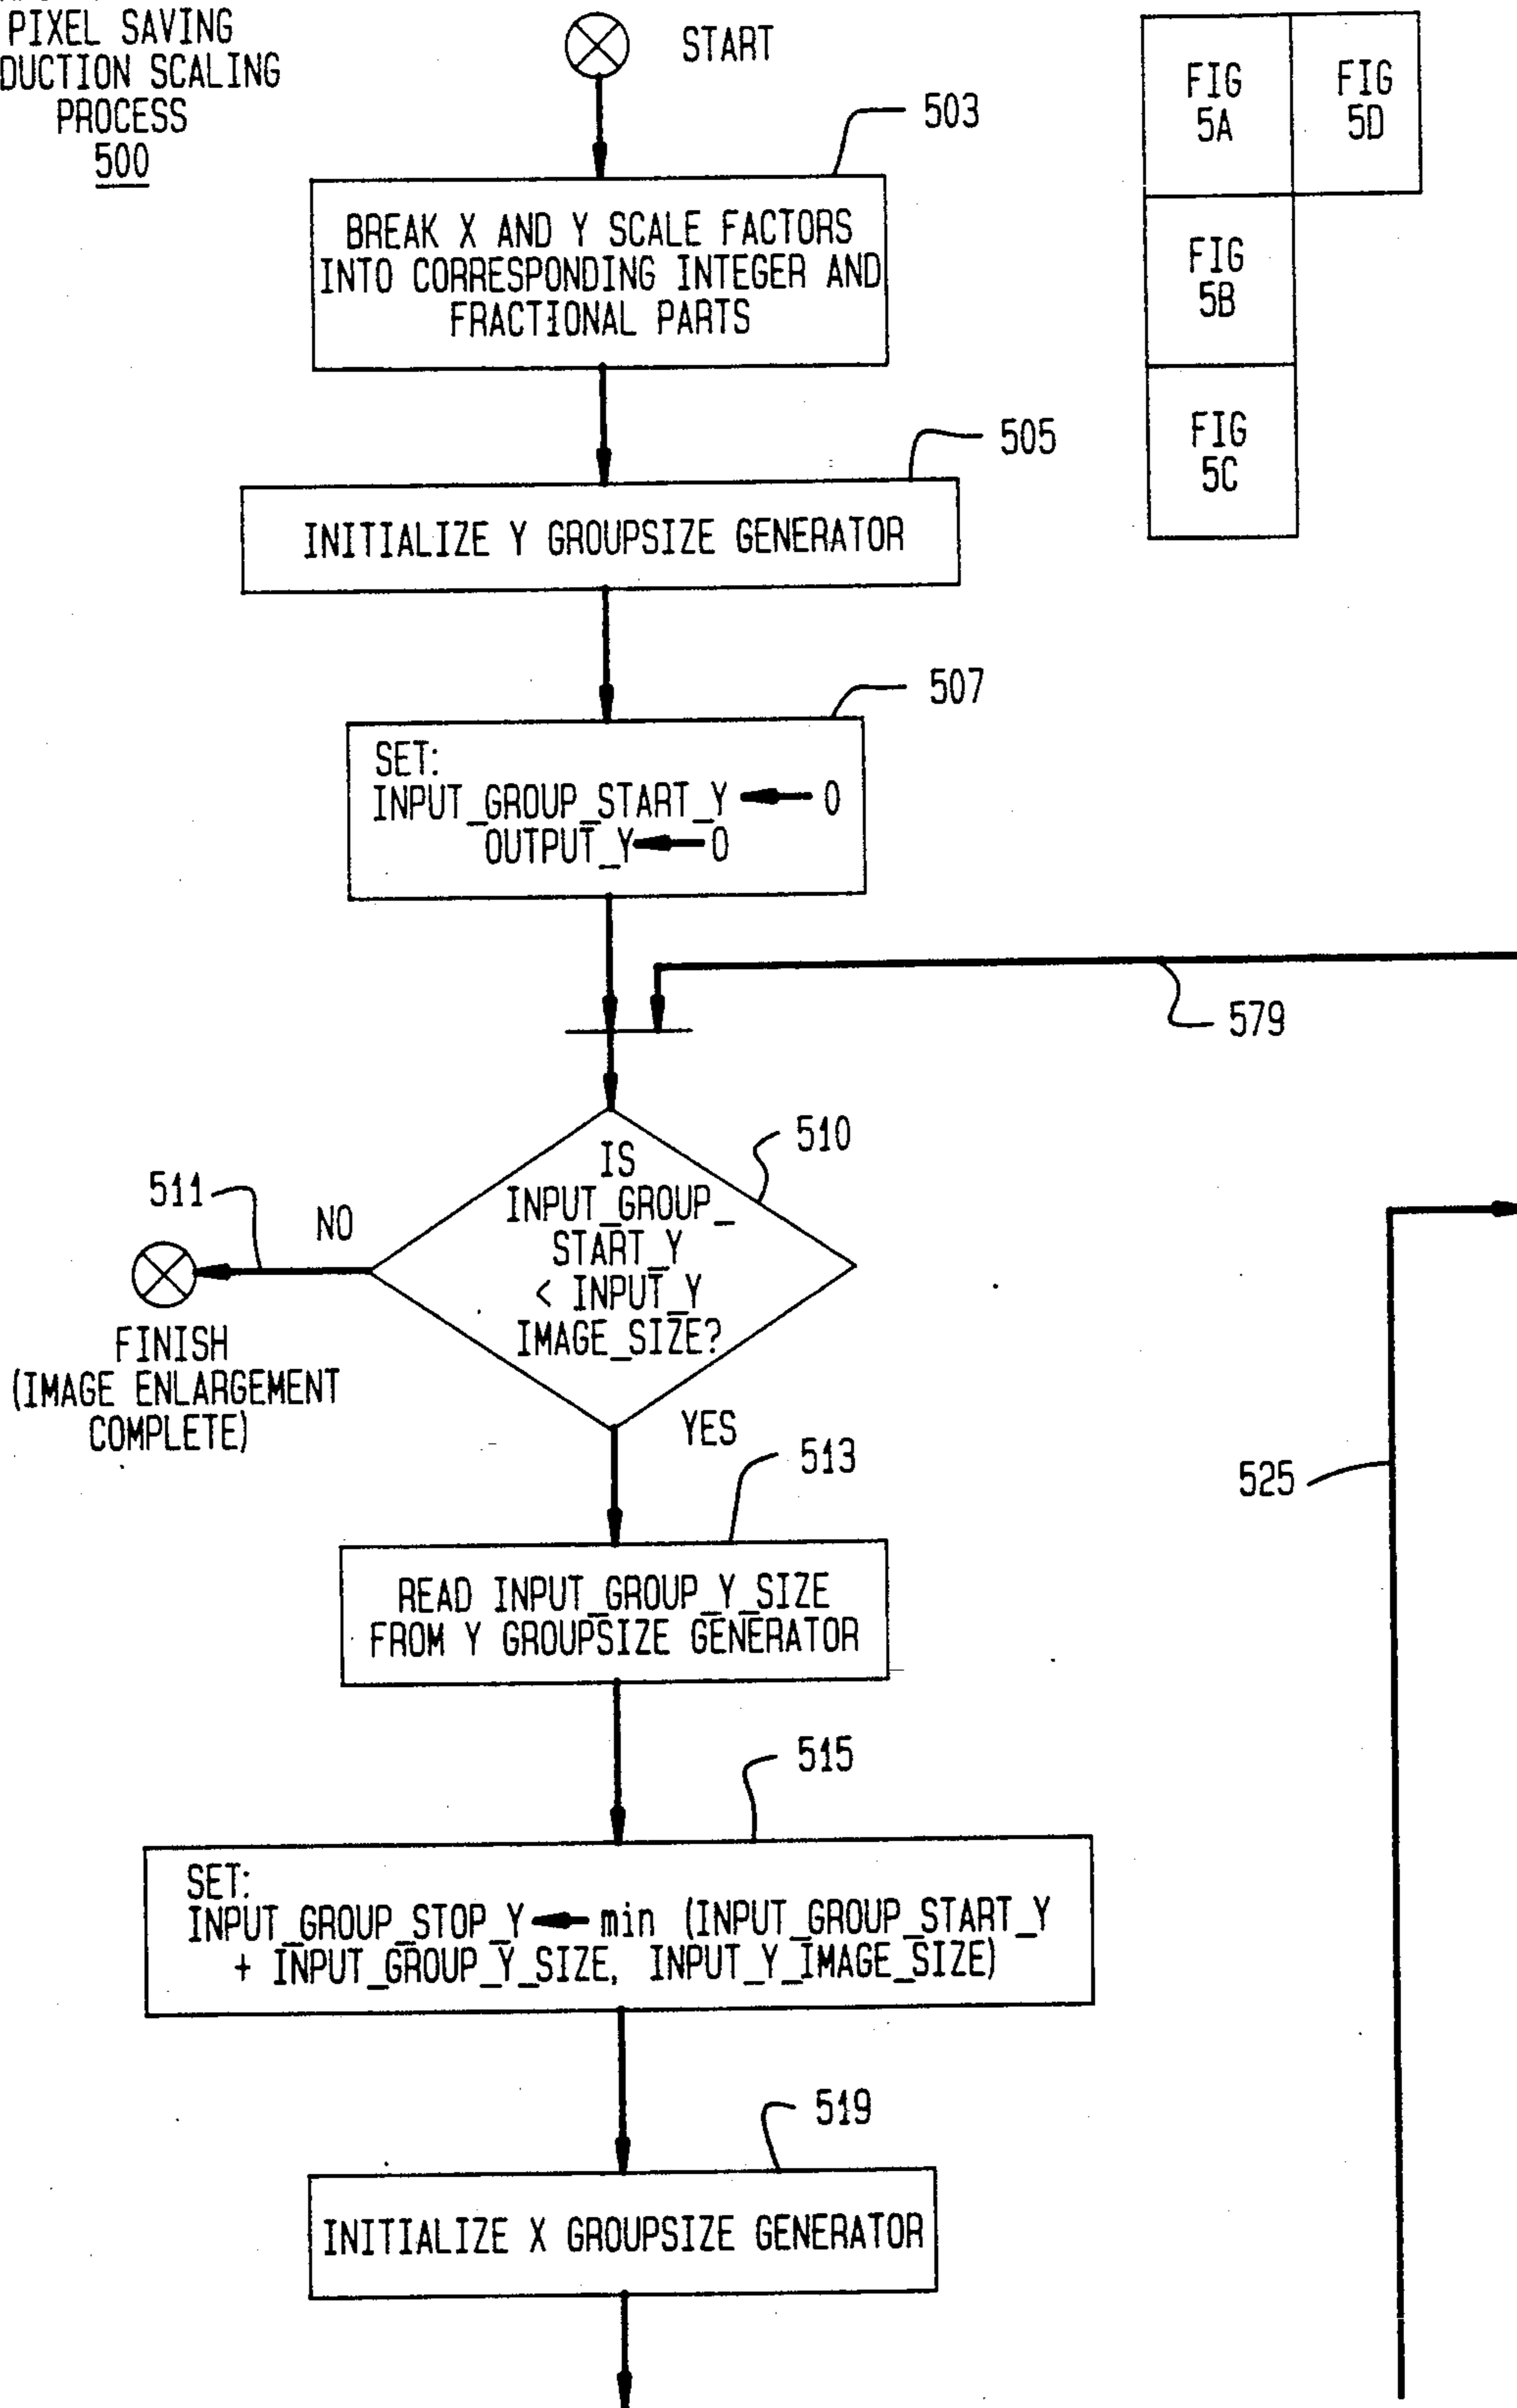 PIXEL SAVING
DUCTION SCALING
PROCESS
500
START
FIG
5A
FIG
5D
FIG
5B
FIG
5C
503
BREAK X AND Y SCALE FACTORS
INTO CORRESPONDING INTEGER AND
FRACTIONAL PARTS
505
INITIALIZE Y GROUPSIZE GENERATOR
507
SET:
INPUT_GROUP_START_Y ← 0
OUTPUT_Y ← 0
579
510
IS
INPUT_GROUP_
START_Y
< INPUT_Y
IMAGE_SIZE?
511
NO
FINISH
(IMAGE ENLARGEMENT
COMPLETE)
YES
513
525
READ INPUT_GROUP_Y_SIZE
FROM Y GROUPSIZE GENERATOR
515
SET:
INPUT_GROUP_STOP_Y ← min (INPUT_GROUP_START_Y
+ INPUT_GROUP_Y_SIZE, INPUT_Y_IMAGE_SIZE)
519
INITIALIZE X GROUPSIZE GENERATOR